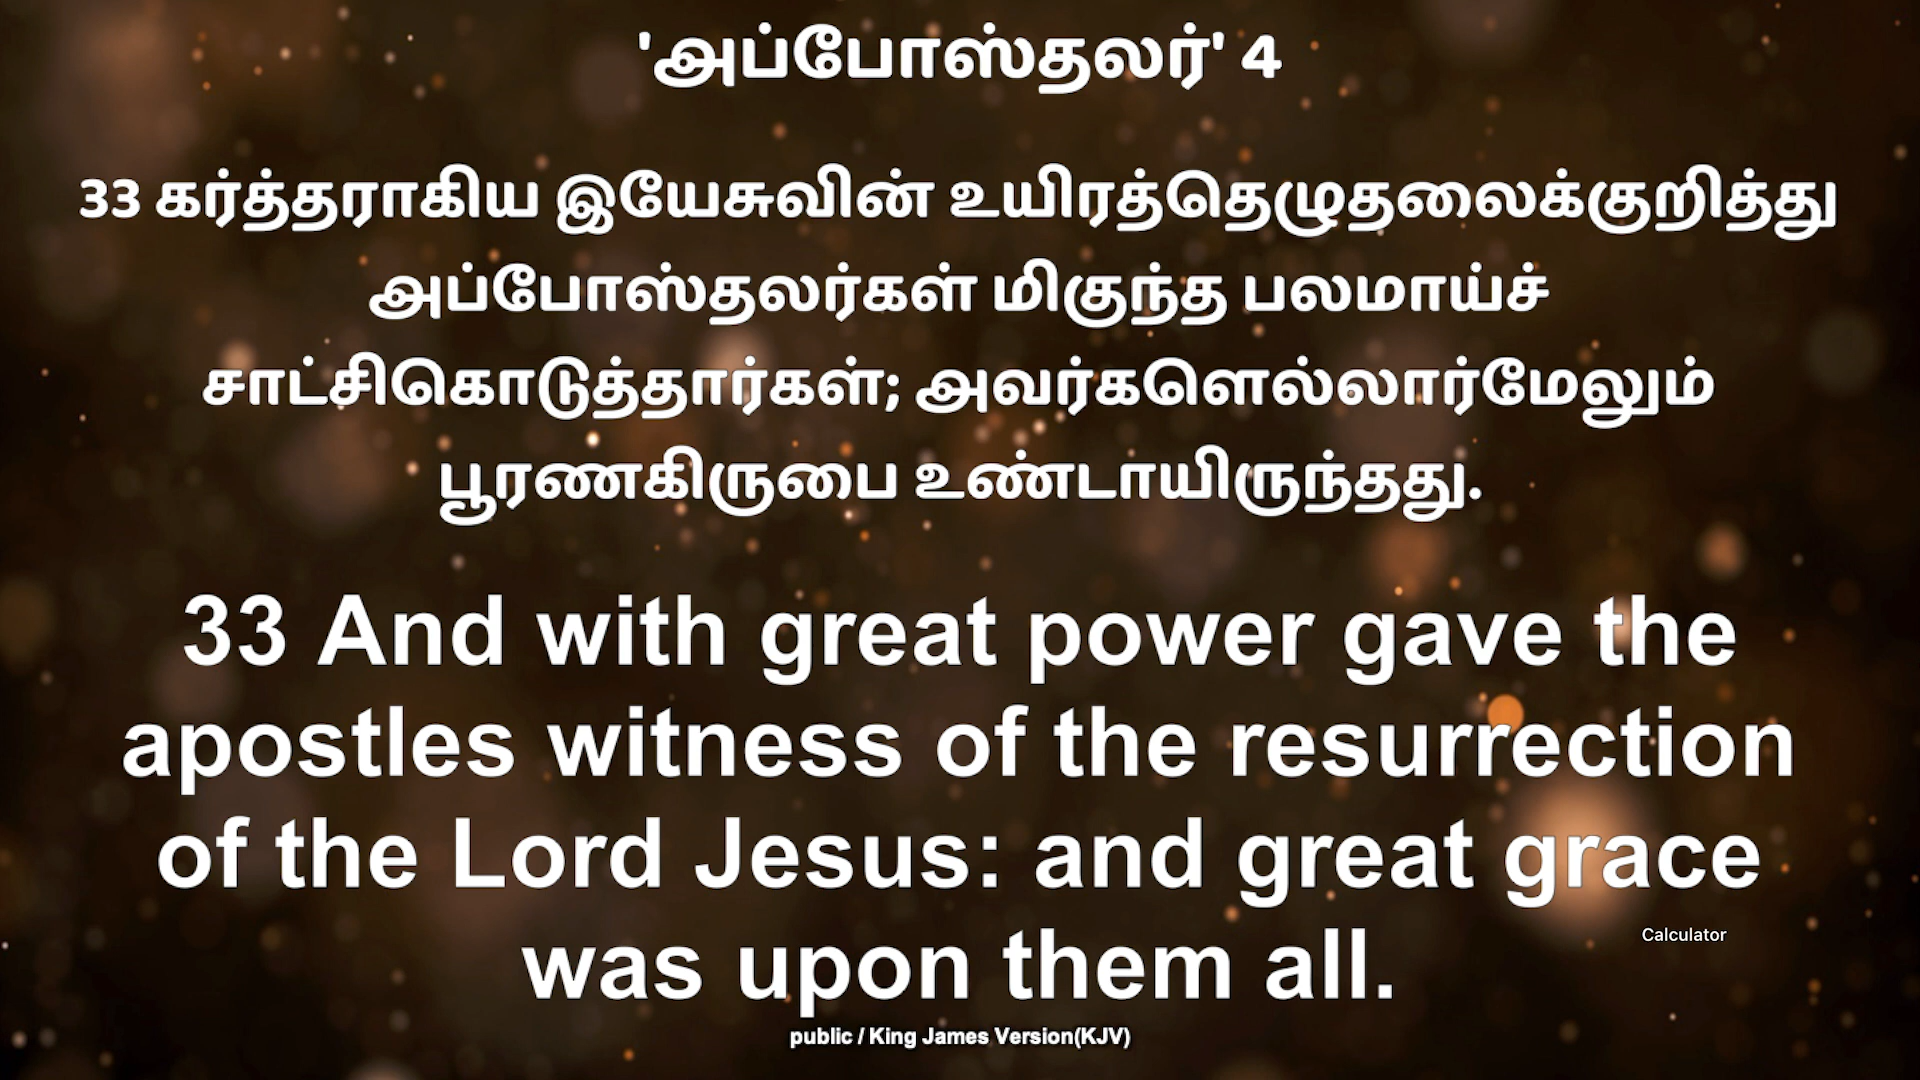 'அப்போஸ்தலர்' 4
33 கர்த்தராகிய இயேசுவின் உயிரத்தெழுதலைக்குறித்து
அப்போஸ்தலர்கள் மிகுந்த பலமாய்ச்
சாட்சிகொடுத்தார்கள்; அவர்களெல்லார்மேலும்
பூரணகிருபை உண்டாயிருந்தது.
33 And with great power gave the
apostles witness of the resurrection
of the Lord Jesus: and great grace
was upon them all.
Calculator
public / King James Version(KJV)